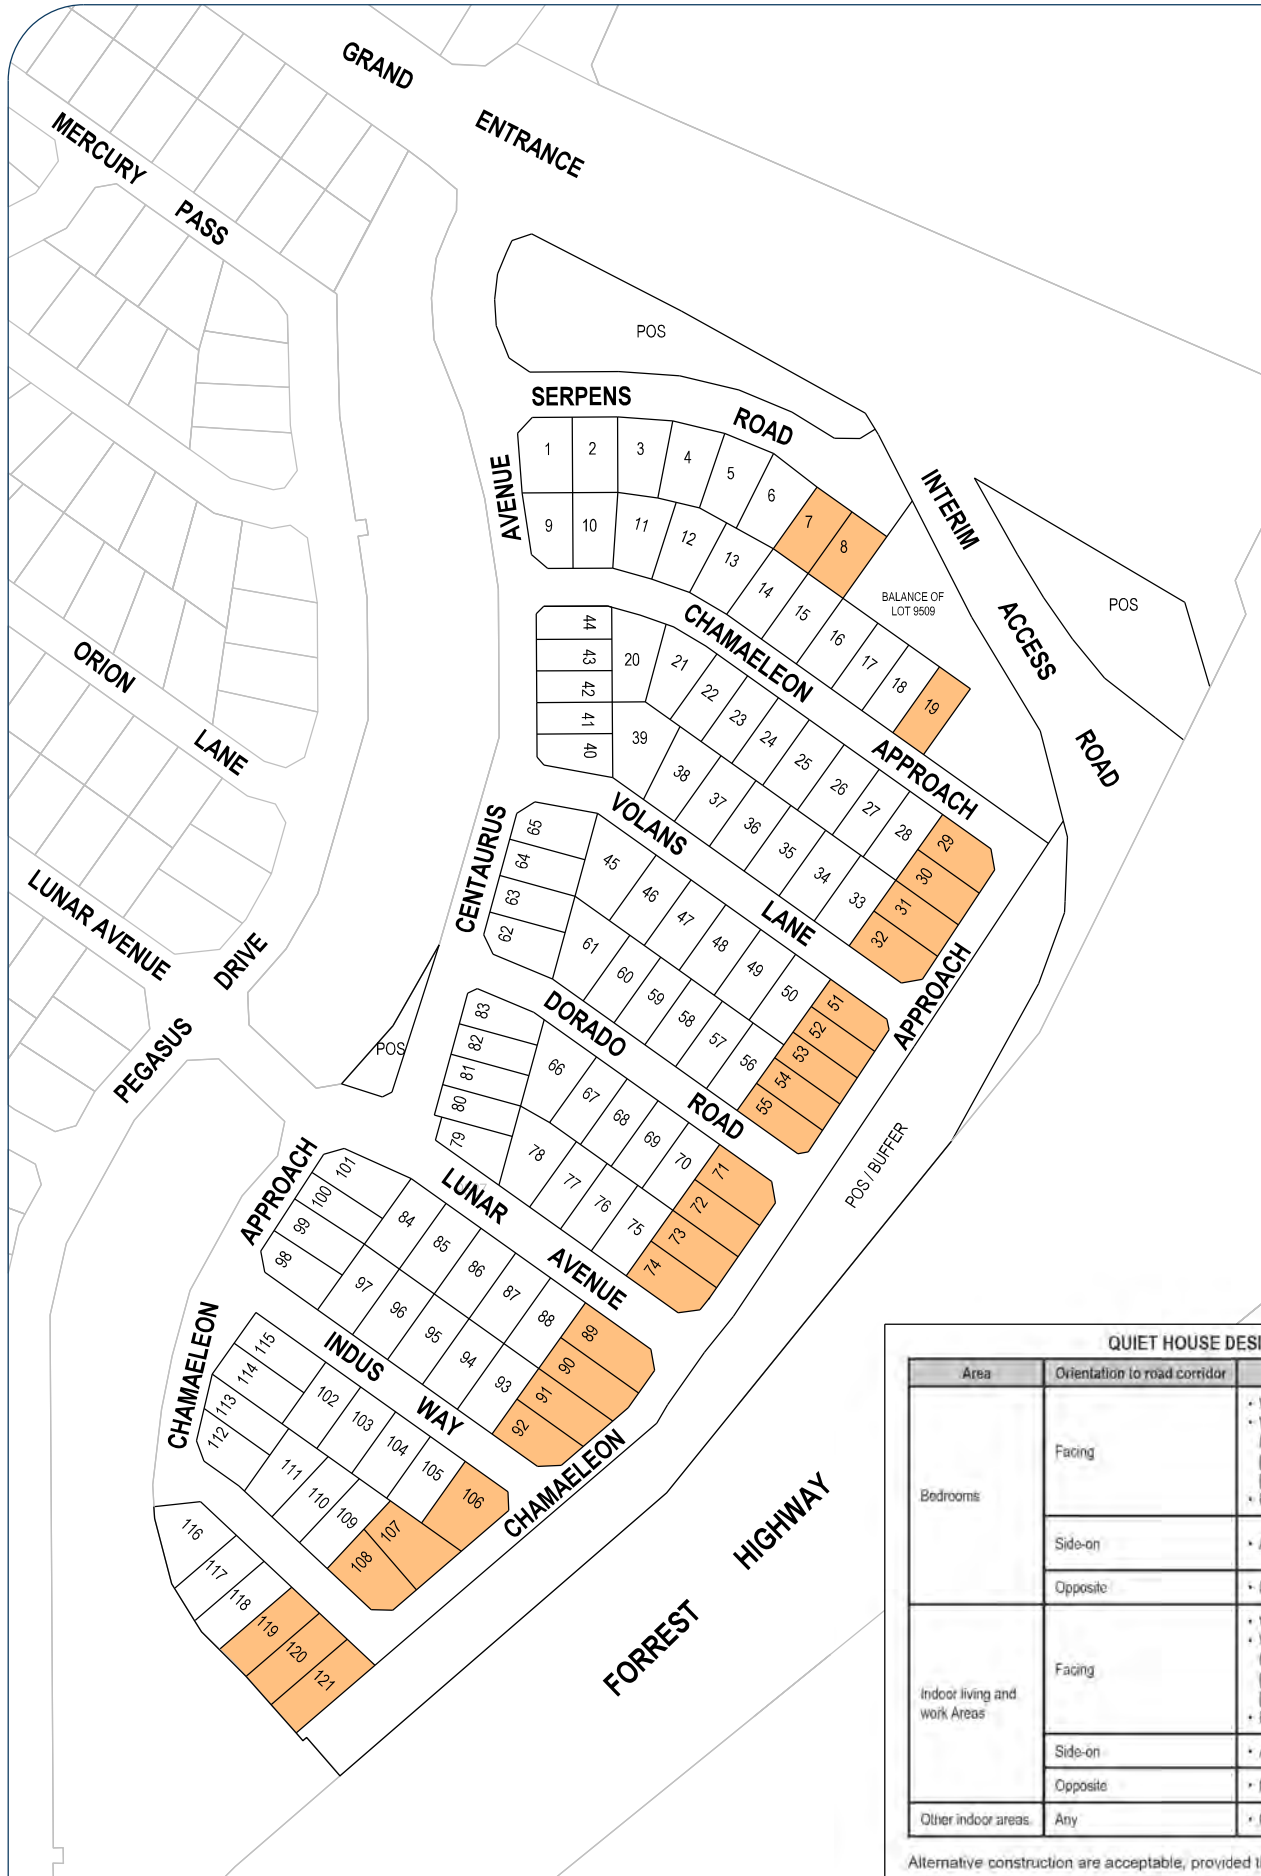 GRAND
ENTRANCE
MERCURY
PASS
POS
SERPENS
ROAD
AVENUE
1
2
3
4
5
6
7
8
9
10
11
12
13
14
15
16
17
18
19
INTERIM
ACCESS
ROAD
POS
BALANCE OF
LOT 9509
ORION
LANE
CHAMAELEON
APPROACH
44
43
42
41
40
20
21
22
23
24
25
26
27
28
29
30
31
32
39
38
37
36
35
34
33
VOLANS
LANE
CENTAURUS
65
64
63
62
45
46
47
48
49
50
51
52
53
54
55
61
60
59
58
57
56
APPROACH
LUNAR AVENUE
DRIVE
PEGASUS
POS
DORADO
ROAD
83
82
81
80
79
66
67
68
69
70
71
72
73
74
78
77
76
75
POS / BUFFER
LUNAR
AVENUE
APPROACH
101
100
99
98
84
85
86
87
88
89
90
91
92
97
96
95
94
93
INDUS
WAY
CHAMAELEON
115
114
113
112
102
103
104
105
106
107
108
111
110
109
CHAMAELEON
116
117
118
119
120
121
FORREST
HIGHWAY
QUIET HOUSE DESI
Area
Orientation to road corridor
Bedrooms
Facing
Side-on
Opposite
Indoor living and
work Areas
Facing
Side-on
Opposite
Other indoor areas
Any
Alternative construction are acceptable, provided